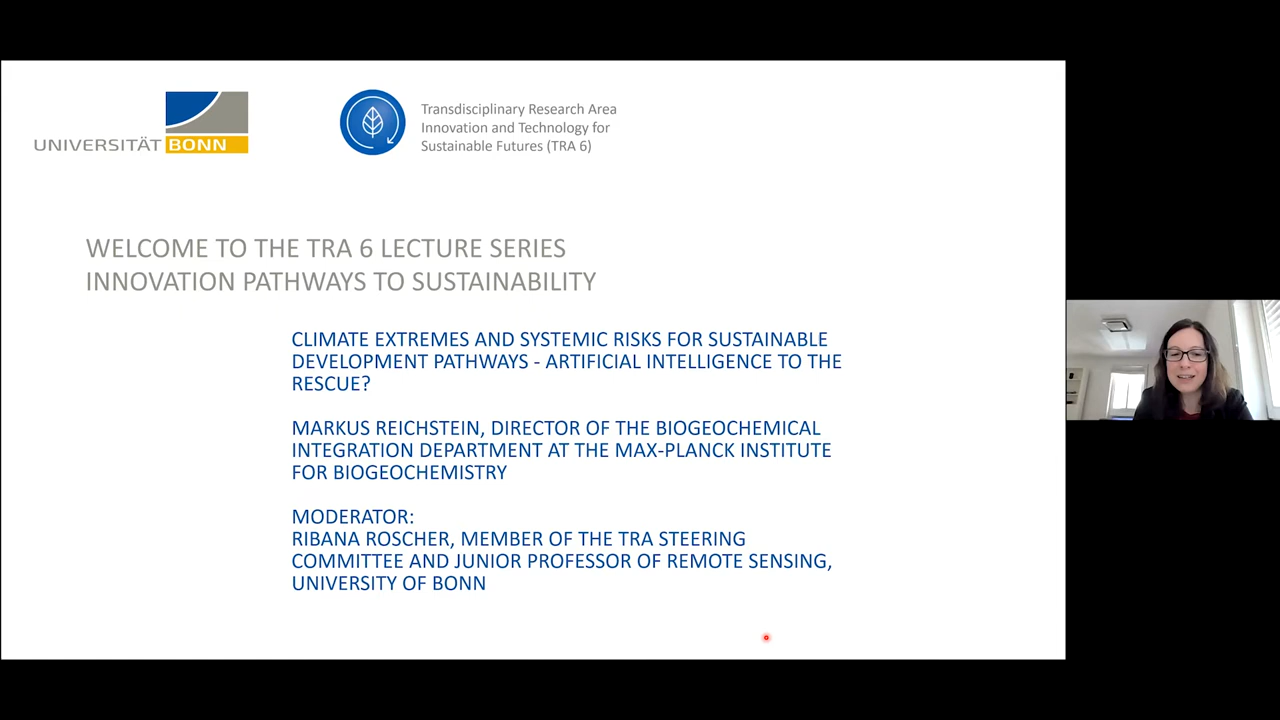 UNIVERSITÄT BONN
Transdisciplinary Research Area
Innovation and Technology for
Sustainable Futures (TRA 6)
WELCOME TO THE TRA 6 LECTURE SERIES
INNOVATION PATHWAYS TO SUSTAINABILITY
CLIMATE EXTREMES AND SYSTEMIC RISKS FOR SUSTAINABLE
DEVELOPMENT PATHWAYS - ARTIFICIAL INTELLIGENCE TO THE
RESCUE?
MARKUS REICHSTEIN, DIRECTOR OF THE BIOGEOCHEMICAL
INTEGRATION DEPARTMENT AT THE MAX-PLANCK INSTITUTE
FOR BIOGEOCHEMISTRY
MODERATOR:
RIBANA ROSCHER, MEMBER OF THE TRA STEERING
COMMITTEE AND JUNIOR PROFESSOR OF REMOTE SENSING,
UNIVERSITY OF BONN